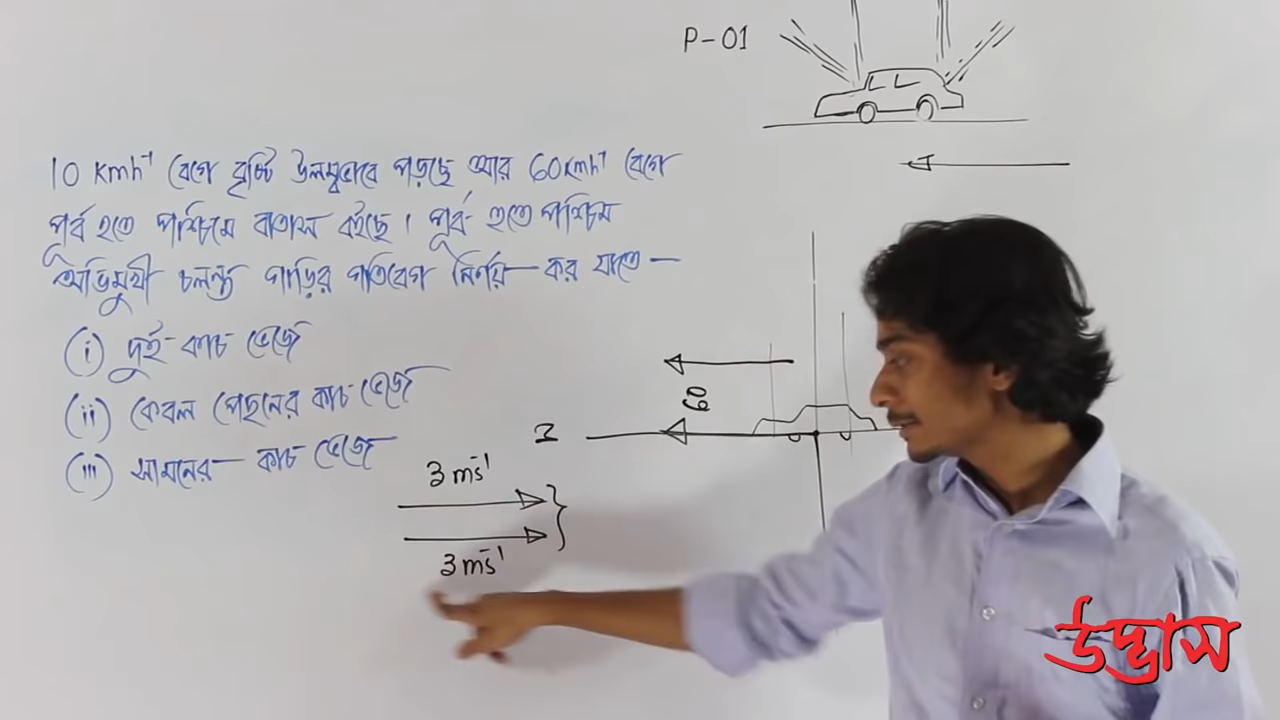 P-01
10 Kmh⁻¹ বেগে বৃষ্টি উলম্বভাবে পড়ছে আর 60Kmh⁻¹ বেগে
পূর্ব হতে পশ্চিমে বাতাস বইছে। পূর্ব হতে পশ্চিম
অভিমুখী চলন্ত গাড়ির গতিবেগ নির্ণয় কর যাতে —
(i) দুই কাচ ভেজে
(ii) কেবল পেছনের কাচ ভেজে
(iii) সামনের কাচ ভেজে
60
3 ms⁻¹
3 ms⁻¹
উদ্ভাস